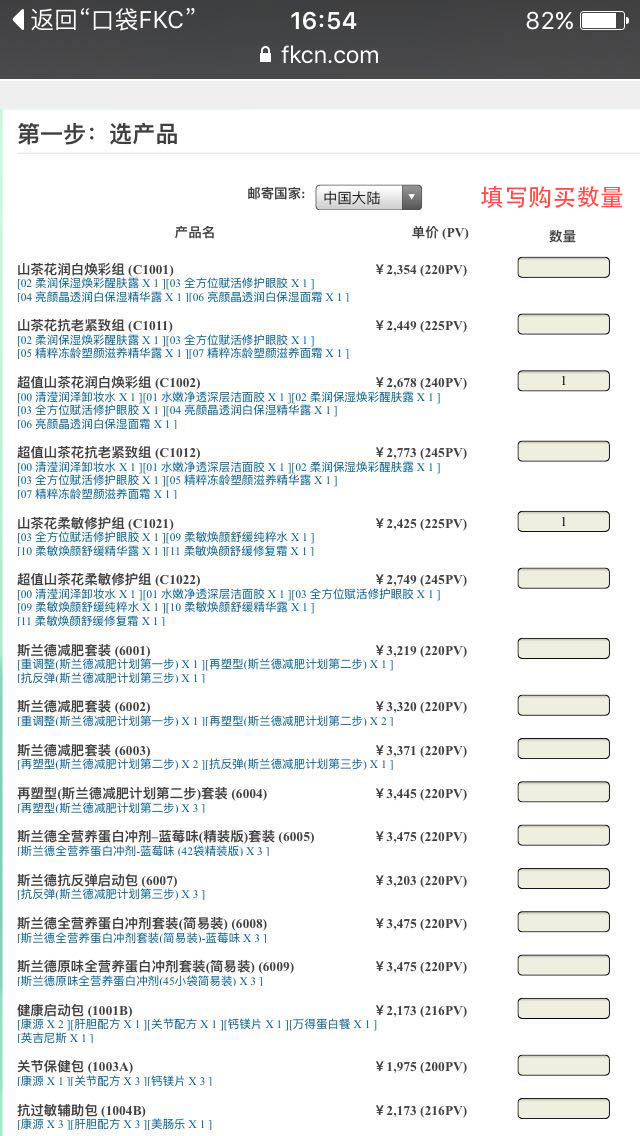 返回“口袋FKC”
16:54
82%
fkcn.com
第一步：选产品
邮寄国家: 中国大陆 填写购买数量
产品名 单价 (PV) 数量
山茶花润白焕彩组 (C1001) ￥2,354 (220PV)
[02 柔润保湿焕彩醒肤露 X 1 ][03 全方位赋活修护眼胶 X 1 ]
[04 亮颜晶透润白保湿精华露 X 1 ][06 亮颜晶透润白保湿面霜 X 1 ]
山茶花抗老紧致组 (C1011) ￥2,449 (225PV)
[02 柔润保湿焕彩醒肤露 X 1 ][03 全方位赋活修护眼胶 X 1 ]
[05 精粹冻龄塑颜滋养精华露 X 1 ][07 精粹冻龄塑颜滋养面霜 X 1 ]
超值山茶花润白焕彩组 (C1002) ￥2,678 (240PV) 1
[00 清滢润泽卸妆水 X 1 ][01 水嫩净透深层洁面胶 X 1 ][02 柔润保湿焕彩醒肤露 X 1 ]
[03 全方位赋活修护眼胶 X 1 ][04 亮颜晶透润白保湿精华露 X 1 ]
[06 亮颜晶透润白保湿面霜 X 1 ]
超值山茶花抗老紧致组 (C1012) ￥2,773 (245PV)
[00 清滢润泽卸妆水 X 1 ][01 水嫩净透深层洁面胶 X 1 ][02 柔润保湿焕彩醒肤露 X 1 ]
[03 全方位赋活修护眼胶 X 1 ][05 精粹冻龄塑颜滋养精华露 X 1 ]
[07 精粹冻龄塑颜滋养面霜 X 1 ]
山茶花柔敏修护组 (C1021) ￥2,425 (225PV) 1
[03 全方位赋活修护眼胶 X 1 ][09 柔敏焕颜舒缓纯粹水 X 1 ]
[10 柔敏焕颜舒缓精华露 X 1 ][11 柔敏焕颜舒缓修复霜 X 1 ]
超值山茶花柔敏修护组 (C1022) ￥2,749 (245PV)
[00 清滢润泽卸妆水 X 1 ][01 水嫩净透深层洁面胶 X 1 ][03 全方位赋活修护眼胶 X 1 ]
[09 柔敏焕颜舒缓纯粹水 X 1 ][10 柔敏焕颜舒缓精华露 X 1 ]
[11 柔敏焕颜舒缓修复霜 X 1 ]
斯兰德减肥套装 (6001) ￥3,219 (220PV)
[重调整(斯兰德减肥计划第一步) X 1 ][再塑型(斯兰德减肥计划第二步) X 1 ]
[抗反弹(斯兰德减肥计划第三步) X 1 ]
斯兰德减肥套装 (6002) ￥3,320 (220PV)
[重调整(斯兰德减肥计划第一步) X 1 ][再塑型(斯兰德减肥计划第二步) X 2 ]
斯兰德减肥套装 (6003) ￥3,371 (220PV)
[再塑型(斯兰德减肥计划第二步) X 2 ][抗反弹(斯兰德减肥计划第三步) X 1 ]
再塑型(斯兰德减肥计划第二步)套装 (6004) ￥3,445 (220PV)
[再塑型(斯兰德减肥计划第二步) X 3 ]
斯兰德全营养蛋白冲剂–蓝莓味(精装版)套装 (6005) ￥3,475 (220PV)
[斯兰德全营养蛋白冲剂-蓝莓味 (42袋精装版) X 3 ]
斯兰德抗反弹启动包 (6007) ￥3,203 (220PV)
[抗反弹(斯兰德减肥计划第三步) X 3 ]
斯兰德全营养蛋白冲剂套装(简易装) (6008) ￥3,475 (220PV)
[斯兰德全营养蛋白冲剂套装(简易装)-蓝莓味 X 3 ]
斯兰德原味全营养蛋白冲剂套装(简易装) (6009) ￥3,475 (220PV)
[斯兰德原味全营养蛋白冲剂(45小袋简易装) X 3 ]
健康启动包 (1001B) ￥2,173 (216PV)
[康源 X 2 ][肝胆配方 X 1 ][关节配方 X 1 ][钙镁片 X 1 ][万得蛋白餐 X 1 ]
[英吉尼斯 X 1 ]
关节保健包 (1003A) ￥1,975 (200PV)
[康源 X 1 ][关节配方 X 3 ][钙镁片 X 3 ]
抗过敏辅助包 (1004B) ￥2,173 (216PV)
[康源 X 3 ][肝胆配方 X 3 ][美肠乐 X 1 ]